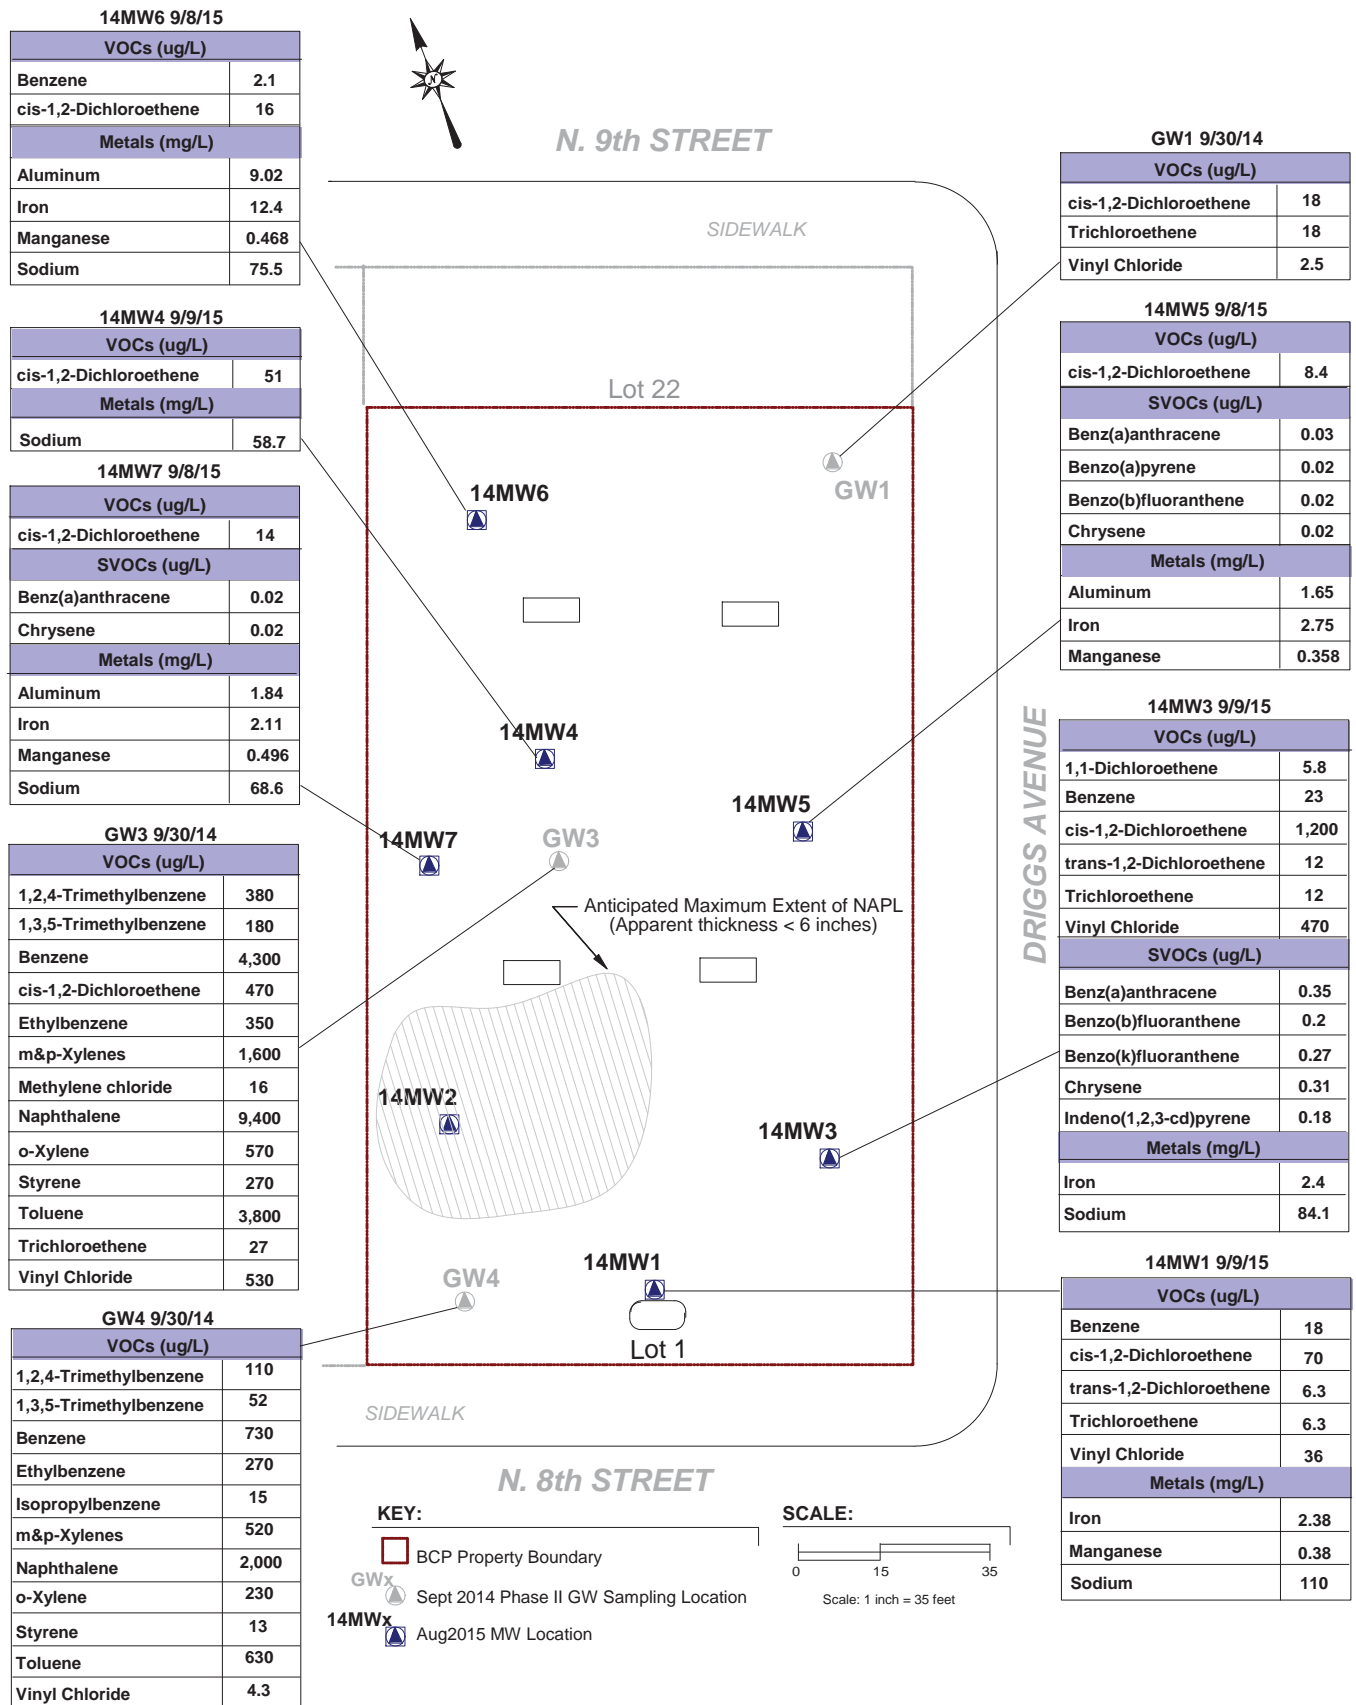 14MW6 9/8/15
VOCs (ug/L)
Benzene 2.1
cis-1,2-Dichloroethene 16
Metals (mg/L)
Aluminum 9.02
Iron 12.4
Manganese 0.468
Sodium 75.5
14MW4 9/9/15
VOCs (ug/L)
cis-1,2-Dichloroethene 51
Metals (mg/L)
Sodium 58.7
14MW7 9/8/15
VOCs (ug/L)
cis-1,2-Dichloroethene 14
SVOCs (ug/L)
Benz(a)anthracene 0.02
Chrysene 0.02
Metals (mg/L)
Aluminum 1.84
Iron 2.11
Manganese 0.496
Sodium 68.6
GW3 9/30/14
VOCs (ug/L)
1,2,4-Trimethylbenzene 380
1,3,5-Trimethylbenzene 180
Benzene 4,300
cis-1,2-Dichloroethene 470
Ethylbenzene 350
m&p-Xylenes 1,600
Methylene chloride 16
Naphthalene 9,400
o-Xylene 570
Styrene 270
Toluene 3,800
Trichloroethene 27
Vinyl Chloride 530
GW4 9/30/14
VOCs (ug/L)
1,2,4-Trimethylbenzene 110
1,3,5-Trimethylbenzene 52
Benzene 730
Ethylbenzene 270
Isopropylbenzene 15
m&p-Xylenes 520
Naphthalene 2,000
o-Xylene 230
Styrene 13
Toluene 630
Vinyl Chloride 4.3
N
N. 9th STREET
SIDEWALK
Lot 22
GW1
14MW6
14MW4
14MW5
14MW7
GW3
Anticipated Maximum Extent of NAPL
(Apparent thickness < 6 inches)
14MW2
14MW3
14MW1
GW4
Lot 1
SIDEWALK
N. 8th STREET
DRIGGS AVENUE
KEY:
BCP Property Boundary
GWx
Sept 2014 Phase II GW Sampling Location
14MWx
Aug2015 MW Location
SCALE:
0 15 35
Scale: 1 inch = 35 feet
GW1 9/30/14
VOCs (ug/L)
cis-1,2-Dichloroethene 18
Trichloroethene 18
Vinyl Chloride 2.5
14MW5 9/8/15
VOCs (ug/L)
cis-1,2-Dichloroethene 8.4
SVOCs (ug/L)
Benz(a)anthracene 0.03
Benzo(a)pyrene 0.02
Benzo(b)fluoranthene 0.02
Chrysene 0.02
Metals (mg/L)
Aluminum 1.65
Iron 2.75
Manganese 0.358
14MW3 9/9/15
VOCs (ug/L)
1,1-Dichloroethene 5.8
Benzene 23
cis-1,2-Dichloroethene 1,200
trans-1,2-Dichloroethene 12
Trichloroethene 12
Vinyl Chloride 470
SVOCs (ug/L)
Benz(a)anthracene 0.35
Benzo(b)fluoranthene 0.2
Benzo(k)fluoranthene 0.27
Chrysene 0.31
Indeno(1,2,3-cd)pyrene 0.18
Metals (mg/L)
Iron 2.4
Sodium 84.1
14MW1 9/9/15
VOCs (ug/L)
Benzene 18
cis-1,2-Dichloroethene 70
trans-1,2-Dichloroethene 6.3
Trichloroethene 6.3
Vinyl Chloride 36
Metals (mg/L)
Iron 2.38
Manganese 0.38
Sodium 110